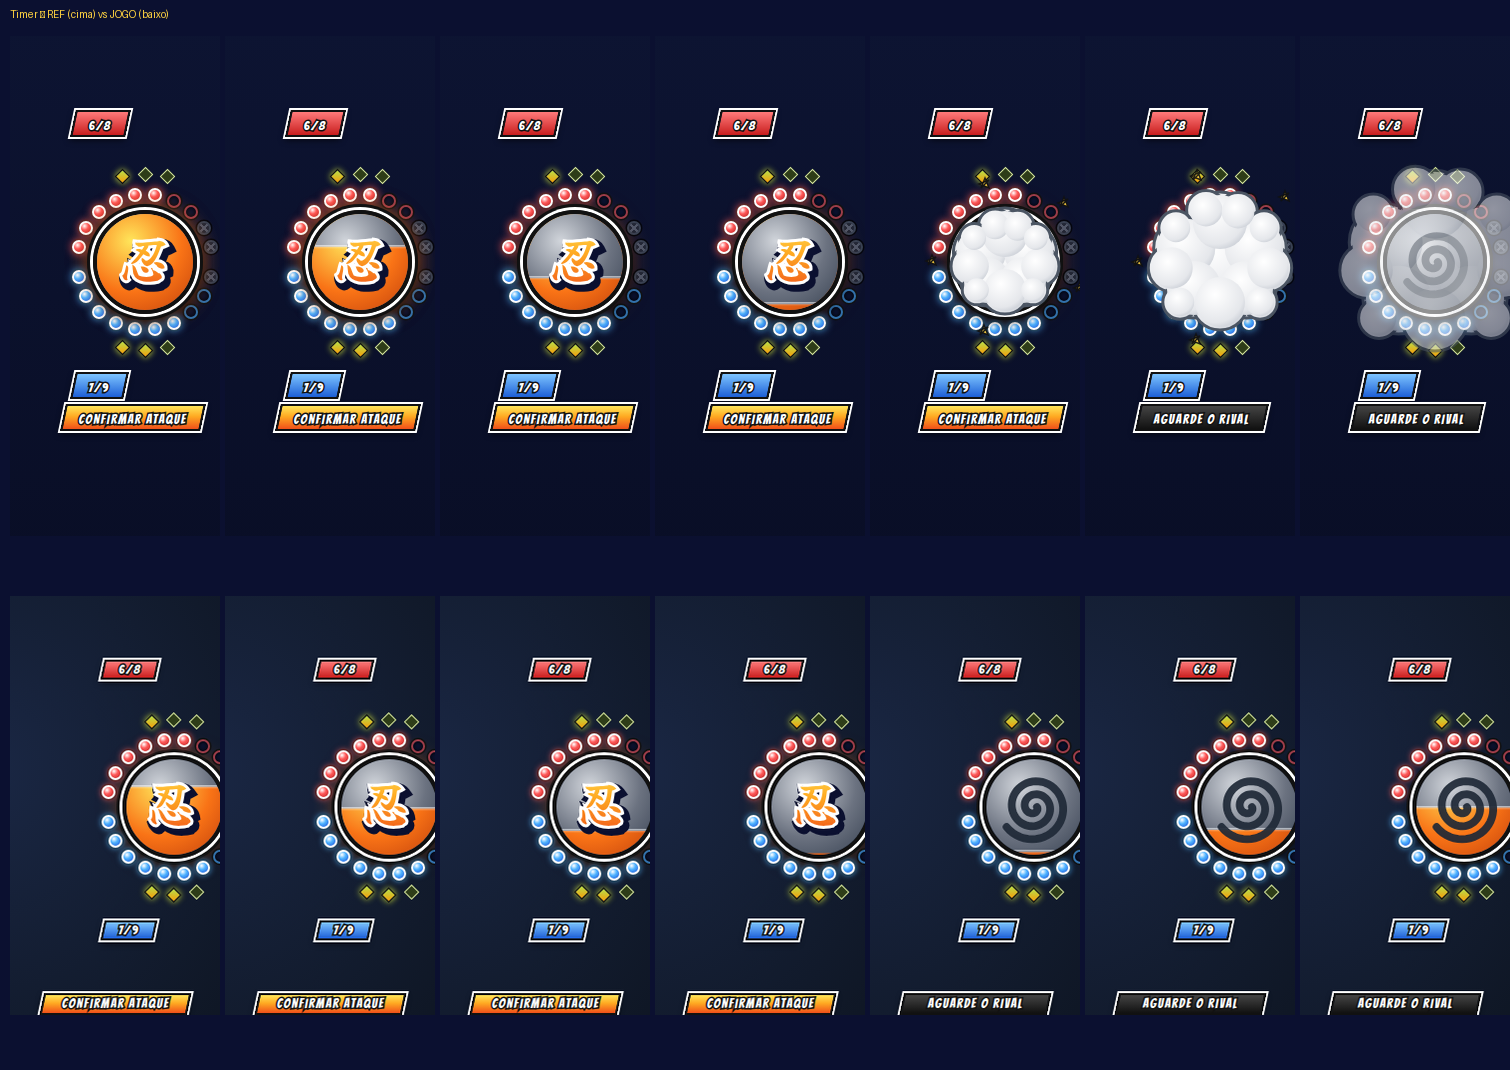 Timer REF (cima) vs JOGO (baixo)
6/8 6/8 6/8 6/8 6/8 6/8 6/8
忍 忍 忍 忍
1/9 1/9 1/9 1/9 1/9 1/9 1/9
CONFIRMAR ATAQUE CONFIRMAR ATAQUE CONFIRMAR ATAQUE CONFIRMAR ATAQUE CONFIRMAR ATAQUE AGUARDE O RIVAL AGUARDE O RIVAL
6/8 6/8 6/8 6/8 6/8 6/8 6/8
忍 忍 忍 忍
1/9 1/9 1/9 1/9 1/9 1/9 1/9
CONFIRMAR ATAQUE CONFIRMAR ATAQUE CONFIRMAR ATAQUE CONFIRMAR ATAQUE AGUARDE O RIVAL AGUARDE O RIVAL AGUARDE O RIVAL